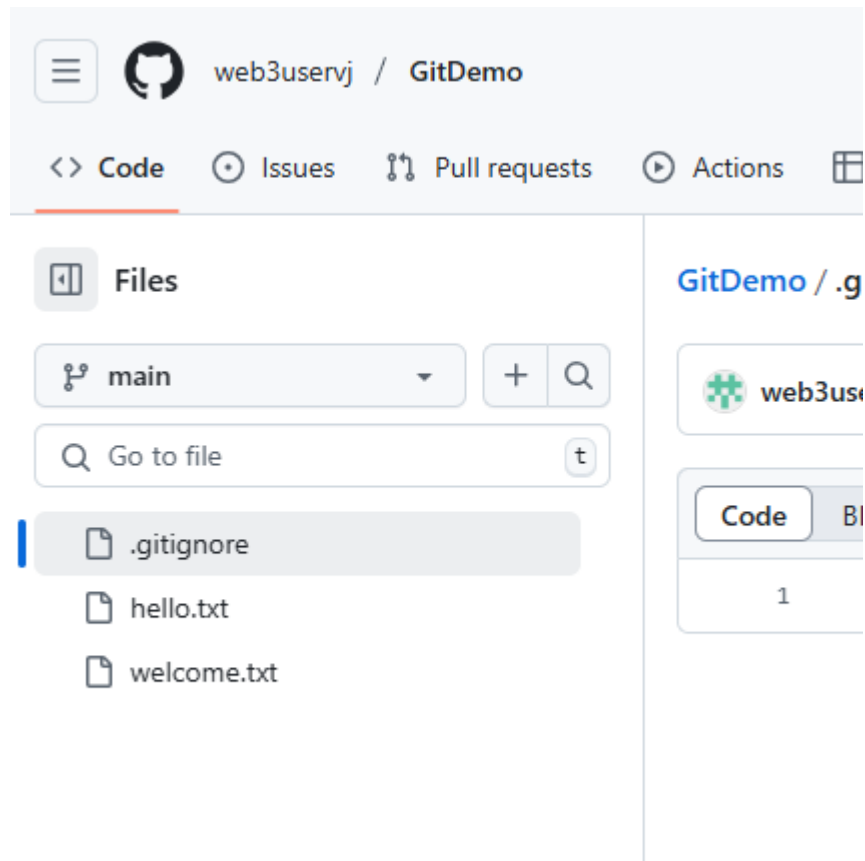 web3uservj / GitDemo
Code Issues Pull requests Actions
Files
main
Go to file t
.gitignore
hello.txt
welcome.txt
GitDemo / .g
web3use
Code
1